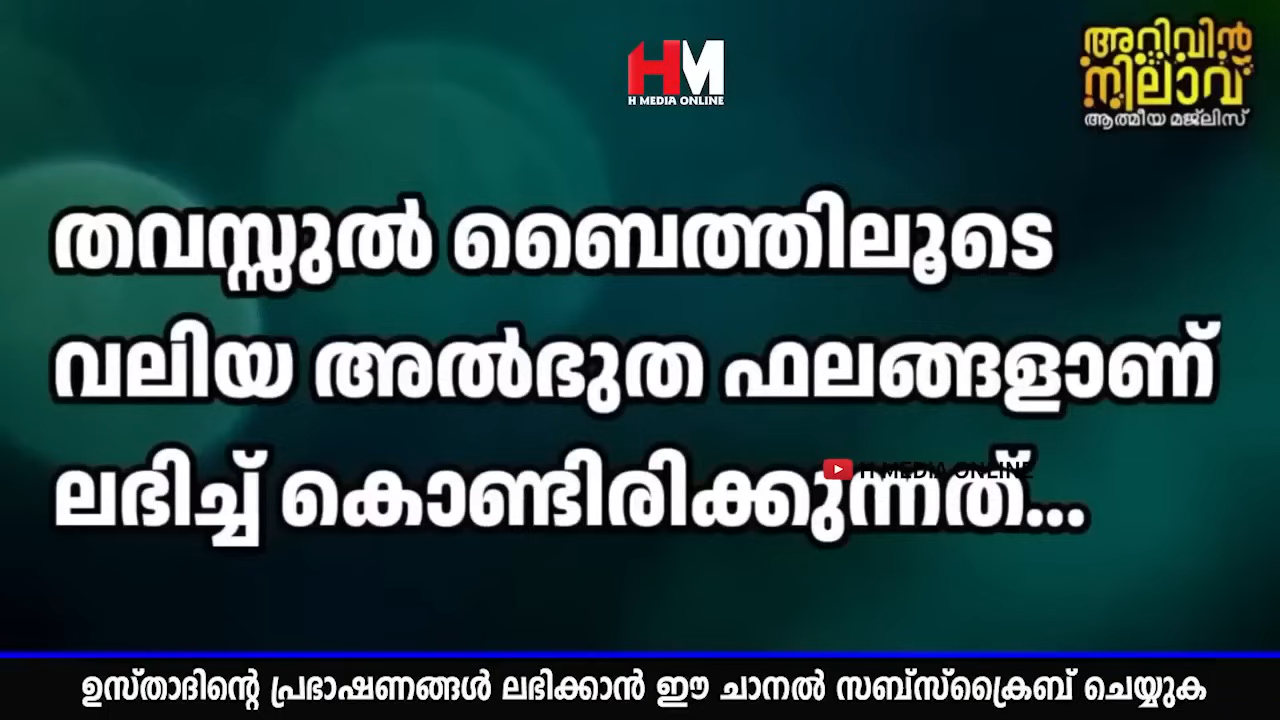 HM
H MEDIA ONLINE
അറിവിൻ
നിലാവ്
ആത്മീയ മജ്ലിസ്
തവസ്സുൽ ബൈത്തിലൂടെ
വലിയ അൽഭുത ഫലങ്ങളാണ്
ലഭിച്ച് കൊണ്ടിരിക്കുന്നത്...
H MEDIA ONLINE
ഉസ്താദിന്റെ പ്രഭാഷണങ്ങൾ ലഭിക്കാൻ ഈ ചാനൽ സബ്സ്ക്രൈബ് ചെയ്യുക